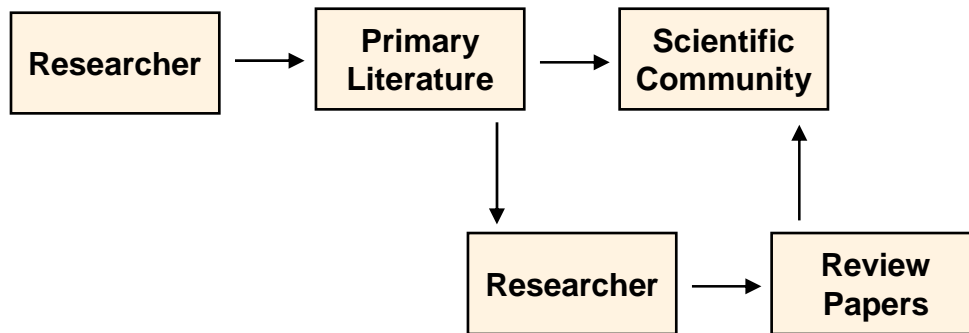 Researcher
Primary
Literature
Scientific
Community
Researcher
Review
Papers